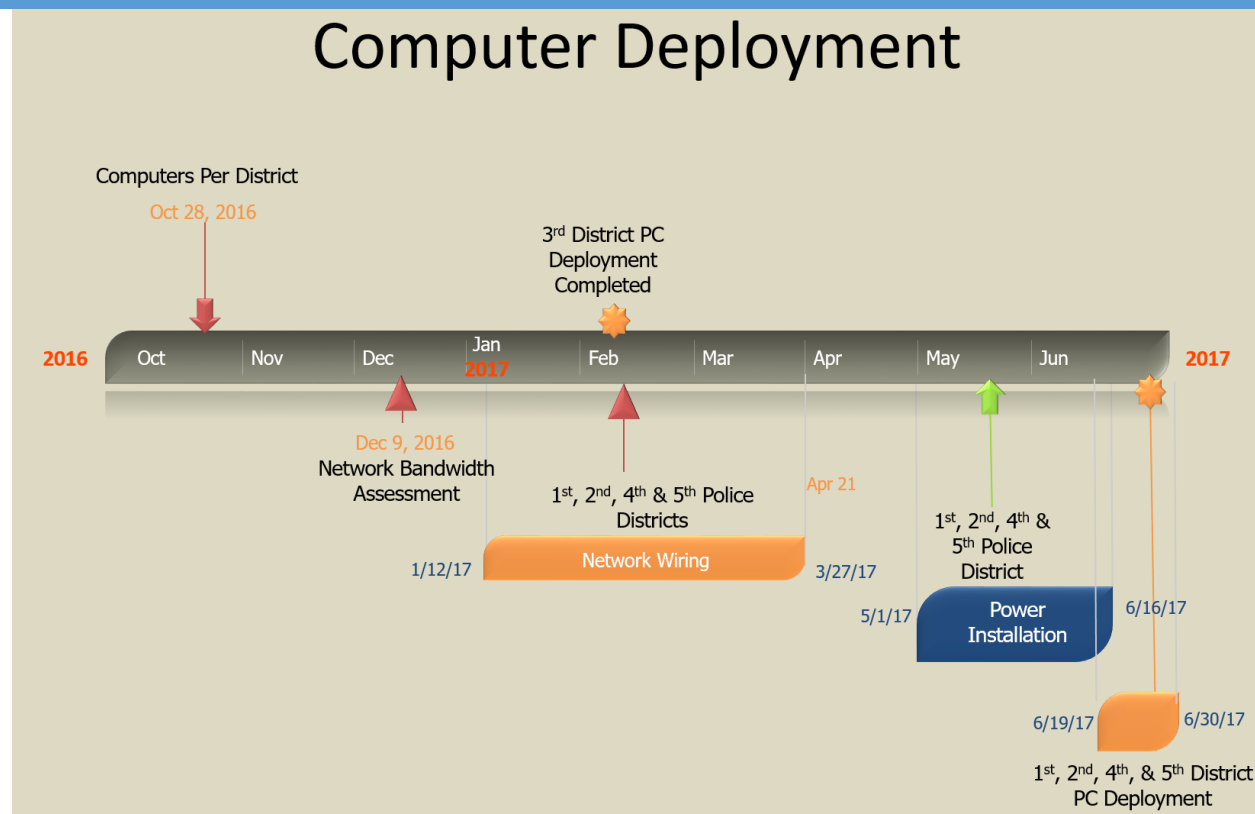 Computer Deployment
Computers Per District
Oct 28, 2016
3rd District PC
Deployment
Completed
2016
Oct
Nov
Dec
Jan
2017
Feb
Mar
Apr
May
Jun
2017
Dec 9, 2016
Network Bandwidth
Assessment
1st, 2nd, 4th & 5th Police
Districts
Apr 21
1/12/17
Network Wiring
3/27/17
1st, 2nd, 4th &
5th Police
District
5/1/17
Power
Installation
6/16/17
6/19/17
6/30/17
1st, 2nd, 4th, & 5th District
PC Deployment